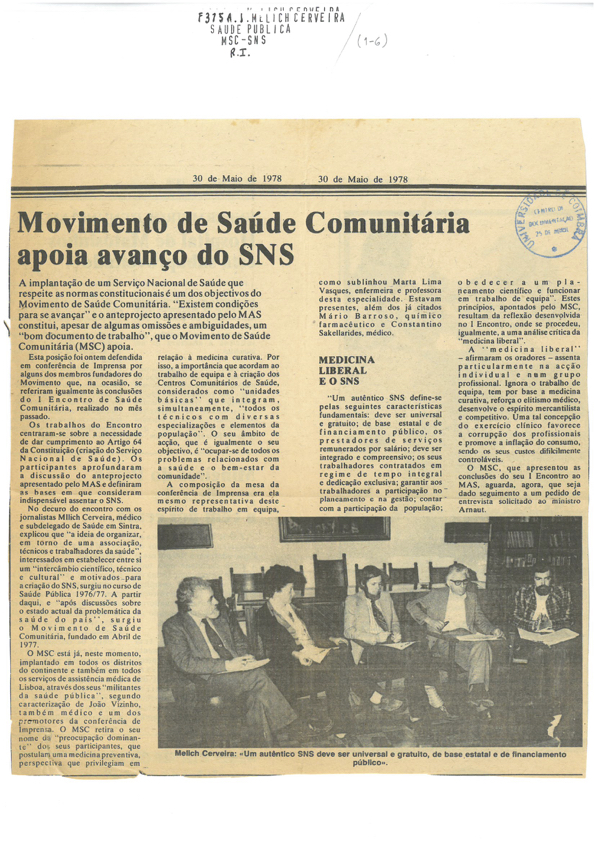 F375A.J.MELICH CERVEIRA
SAUDE PUBLICA
MSC-SNS
R.I.
(1-6)
30 de Maio de 1978
30 de Maio de 1978
UNIVERSIDADE DE COIMBRA
CENTRO DE
DOCUMENTAÇÃO
25 DE ABRIL
Movimento de Saúde Comunitária
apoia avanço do SNS
A implantação de um Serviço Nacional de Saúde que
respeite as normas constitucionais é um dos objectivos do
Movimento de Saúde Comunitária. "Existem condições
para se avançar" e o anteprojecto apresentado pelo MAS
constitui, apesar de algumas omissões e ambiguidades, um
"bom documento de trabalho", que o Movimento de Saúde
Comunitária (MSC) apoia.
Esta posição foi ontem defendida
em conferência de Imprensa por
alguns dos membros fundadores do
Movimento que, na ocasião, se
referiram igualmente às conclusões
do I Encontro de Saúde
Comunitária, realizado no mês
passado.
Os trabalhos do Encontro
centraram-se sobre a necessidade
de dar cumprimento ao Artigo 64
da Constituição (criação do Serviço
Nacional de Saúde). Os
participantes aprofundaram
a discussão do anteprojecto
apresentado pelo MAS e definiram
as bases em que consideram
indispensável assentar o SNS.
No decuro do encontro com os
jornalistas Mllich Cerveira, médico
e subdelegado de Saúde em Sintra,
explicou que "a ideia de organizar,
em torno de uma associação,
técnicos e trabalhadores da saúde",
interessados em estabelecer entre si
um "intercâmbio científico, técnico
e cultural" e motivados para
a criação do SNS, surgiu no curso de
Saúde Pública 1976/77. A partir
daqui, e "após discussões sobre
o estado actual da problemática da
saúde do país", surgiu
o Movimento de Saúde
Comunitária, fundado em Abril de
1977.
O MSC está já, neste momento,
implantado em todos os distritos
do continente e também em todos
os serviços de assistência médica de
Lisboa, através dos seus "militantes
da saúde pública", segundo
caracterização de João Vizinho,
também médico e um dos
promotores da conferência de
Imprensa. O MSC retira o seu
nome da "preocupação dominan-
te" dos seus participantes, que
postulam uma medicina preventiva,
perspectiva que privilegiam em
relação à medicina curativa. Por
isso, a importância que acordam ao
trabalho de equipa e à criação dos
Centros Comunitários de Saúde,
considerados como "unidades
básicas" que integram,
simultaneamente, "todos os
técnicos com diversas
especializações e elementos da
população". O seu âmbito de
acção, que é igualmente o seu
objectivo, é "ocupar-se de todos os
problemas relacionados com
a saúde e o bem-estar da
comunidade".
A composição da mesa da
conferência de Imprensa era ela
mesmo representativa deste
espírito de trabalho em equipa,
como sublinhou Marta Lima
Vasques, enfermeira e professora
desta especialidade. Estavam
presentes, além dos já citados
Mário Barroso, químico
farmacêutico e Constantino
Sakellarides, médico.
MEDICINA
LIBERAL
E O SNS
"Um autêntico SNS define-se
pelas seguintes características
fundamentais: deve ser universal
e gratuito; de base estatal e de
financiamento público, os
prestadores de serviços
remunerados por salário; deve ser
integrado e compreensivo; os seus
trabalhadores contratados em
regime de tempo integral
e dedicação exclusiva; garantir aos
trabalhadores a participação no
planeamento e na gestão; contar
com a participação da população;
obedecer a um pla-
neamento científico e funcionar
em trabalho de equipa". Estes
princípios, apontados pelo MSC,
resultam da reflexão desenvolvida
no I Encontro, onde se procedeu,
igualmente, a uma análise crítica da
"medicina liberal".
A "medicina liberal"
– afirmaram os oradores – assenta
particularmente na acção
individual e num grupo
profissional. Ignora o trabalho de
equipa, tem por base a medicina
curativa, reforça o elitismo médico,
desenvolve o espírito mercantilista
e competitivo. Uma tal concepção
do exercício clínico favorece
a corrupção dos profissionais
e promove a inflação do consumo,
sendo os seus custos dificilmente
controláveis.
O MSC, que apresentou as
conclusões do seu I Encontro ao
MAS, aguarda, agora, que seja
dado seguimento a um pedido de
entrevista solicitado ao ministro
Arnaut.
Melich Cerveira: «Um autêntico SNS deve ser universal e gratuito, de base estatal e de financiamento
público».